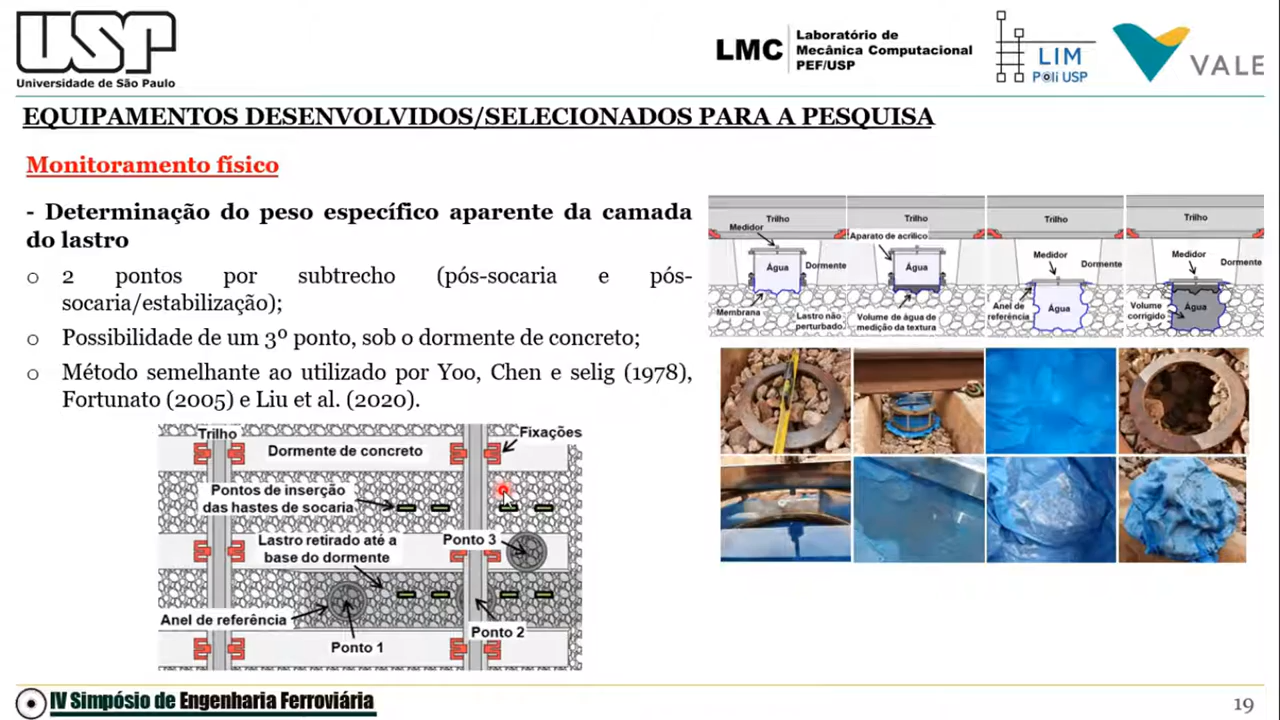 USP
Universidade de São Paulo
LMC
Laboratório de
Mecânica Computacional
PEF/USP
LIM
Poli USP
VALE
EQUIPAMENTOS DESENVOLVIDOS/SELECIONADOS PARA A PESQUISA
Monitoramento físico
- Determinação do peso específico aparente da camada
do lastro
o 2 pontos por subtrecho (pós-socaria e pós-
socaria/estabilização);
o Possibilidade de um 3º ponto, sob o dormente de concreto;
o Método semelhante ao utilizado por Yoo, Chen e selig (1978),
Fortunato (2005) e Liu et al. (2020).
Trilho
Fixações
Dormente de concreto
Pontos de inserção
das hastes de socaria
Lastro retirado até a
base do dormente
Ponto 3
Anel de referência
Ponto 1
Ponto 2
Trilho
Medidor
Água
Dormente
Membrana
Lastro não
perturbado
Trilho
Aparato de acrílico
Água
Volume de água de
medição da textura
Trilho
Medidor
Dormente
Anel de
referência
Água
Trilho
Medidor
Dormente
Volume
corrigido
Água
IV Simpósio de Engenharia Ferroviária
19